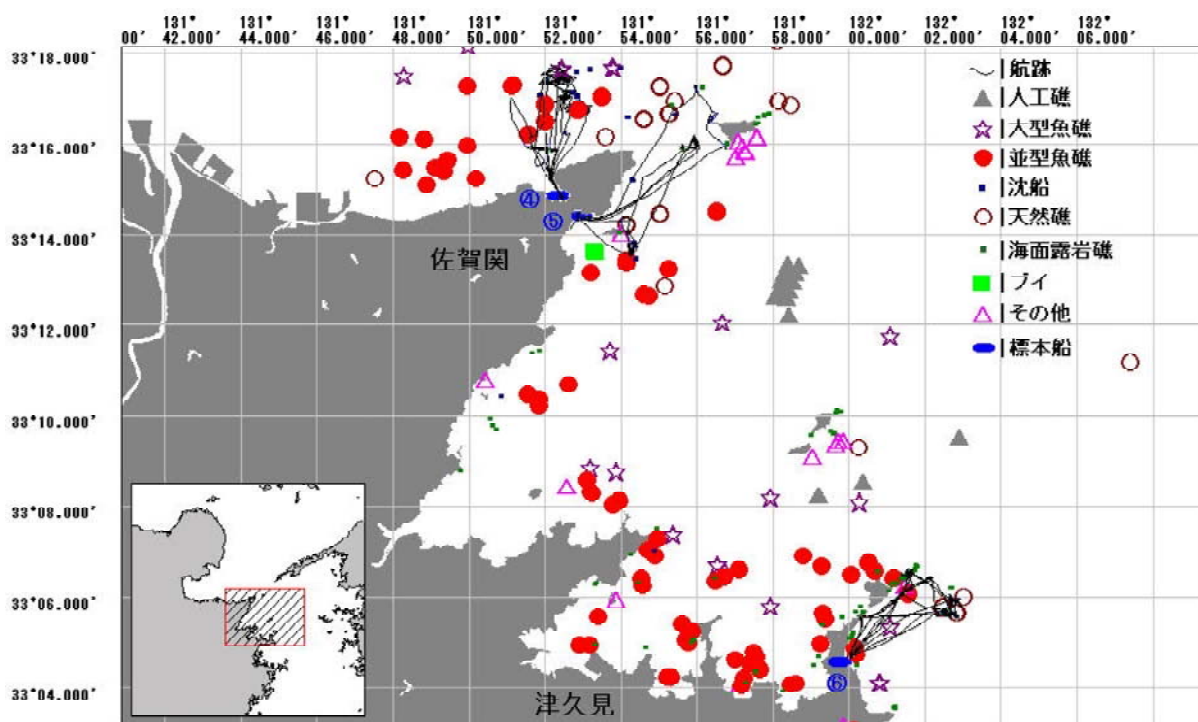 131° 131° 131° 131° 131° 131° 131° 131° 131° 132° 132° 132° 132°
00′ 42.000′ 44.000′ 46.000′ 48.000′ 50.000′ 52.000′ 54.000′ 56.000′ 58.000′ 00.000′ 02.000′ 04.000′ 06.000′
33°18.000′
33°16.000′
33°14.000′
33°12.000′
33°10.000′
33°08.000′
33°06.000′
33°04.000′
航跡
人工礁
大型魚礁
並型魚礁
沈船
天然礁
海面露岩礁
ブイ
その他
標本船
④
⑤
佐賀関
⑥
津久見